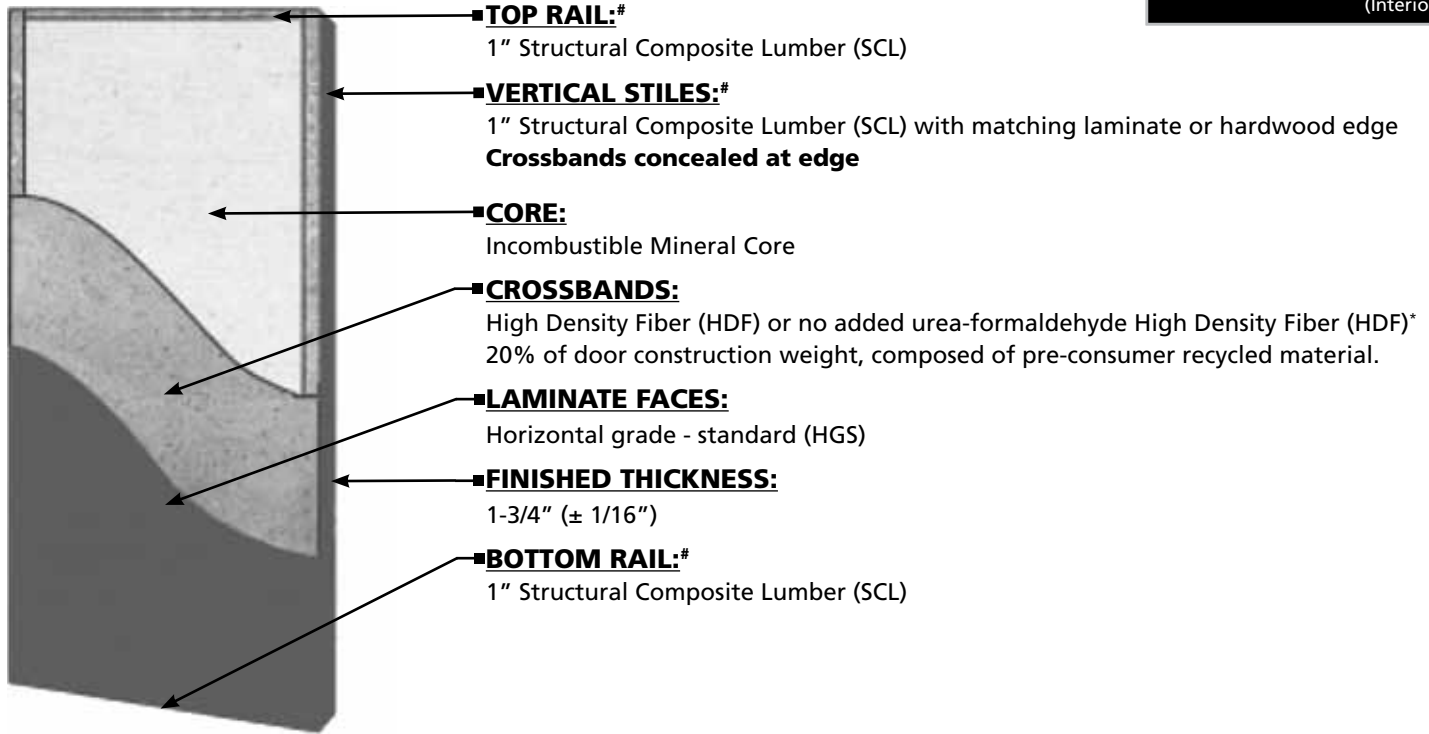 (Interio
TOP RAIL:#
1” Structural Composite Lumber (SCL)
VERTICAL STILES:#
1” Structural Composite Lumber (SCL) with matching laminate or hardwood edge
Crossbands concealed at edge
CORE:
Incombustible Mineral Core
CROSSBANDS:
High Density Fiber (HDF) or no added urea-formaldehyde High Density Fiber (HDF)*
20% of door construction weight, composed of pre-consumer recycled material.
LAMINATE FACES:
Horizontal grade - standard (HGS)
FINISHED THICKNESS:
1-3/4” (± 1/16”)
BOTTOM RAIL:#
1” Structural Composite Lumber (SCL)